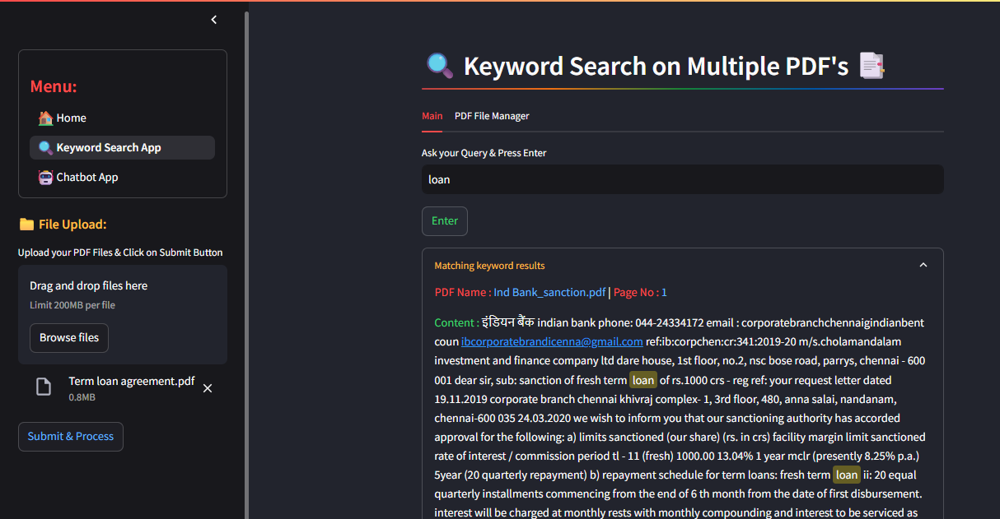 Menu:
Home
Keyword Search App
Chatbot App
File Upload:
Upload your PDF Files & Click on Submit Button
Drag and drop files here
Limit 200MB per file
Browse files
Term loan agreement.pdf
0.8MB
Submit & Process
Keyword Search on Multiple PDF's
Main PDF File Manager
Ask your Query & Press Enter
loan
Enter
Matching keyword results
PDF Name : Ind Bank_sanction.pdf | Page No : 1
Content : इंडियन बैंक indian bank phone: 044-24334172 email : corporatebranchchennaigindianbent
coun ibcorporatebrandicenna@gmail.com ref:ib:corpchen:cr:341:2019-20 m/s.cholamandalam
investment and finance company ltd dare house, 1st floor, no.2, nsc bose road, parrys, chennai - 600
001 dear sir, sub: sanction of fresh term loan of rs.1000 crs - reg ref: your request letter dated
19.11.2019 corporate branch chennai khivraj complex- 1, 3rd floor, 480, anna salai, nandanam,
chennai-600 035 24.03.2020 we wish to inform you that our sanctioning authority has accorded
approval for the following: a) limits sanctioned (our share) (rs. in crs) facility margin limit sanctioned
rate of interest / commission period tl - 11 (fresh) 1000.00 13.04% 1 year mclr (presently 8.25% p.a.)
5year (20 quarterly repayment) b) repayment schedule for term loans: fresh term loan ii: 20 equal
quarterly installments commencing from the end of 6 th month from the date of first disbursement.
interest will be charged at monthly rests with monthly compounding and interest to be serviced as